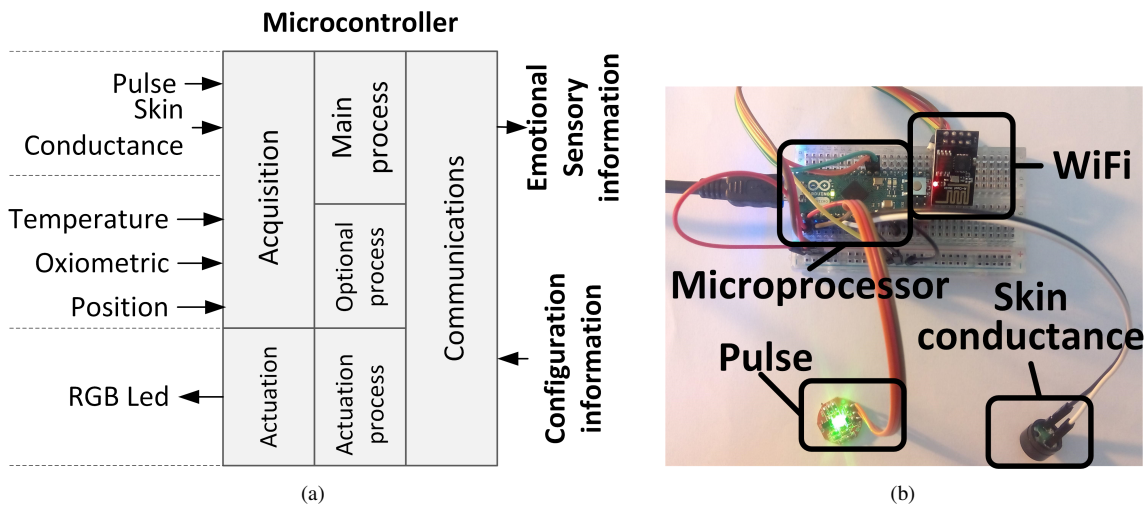 Microcontroller
Pulse
Skin
Conductance
Temperature
Oxiometric
Position
RGB Led
Acquisition
Main
process
Optional
process
Actuation
Actuation
process
Communications
Emotional
Sensory
information
Configuration
information
(a)
WiFi
Microprocessor
Skin
conductance
Pulse
(b)